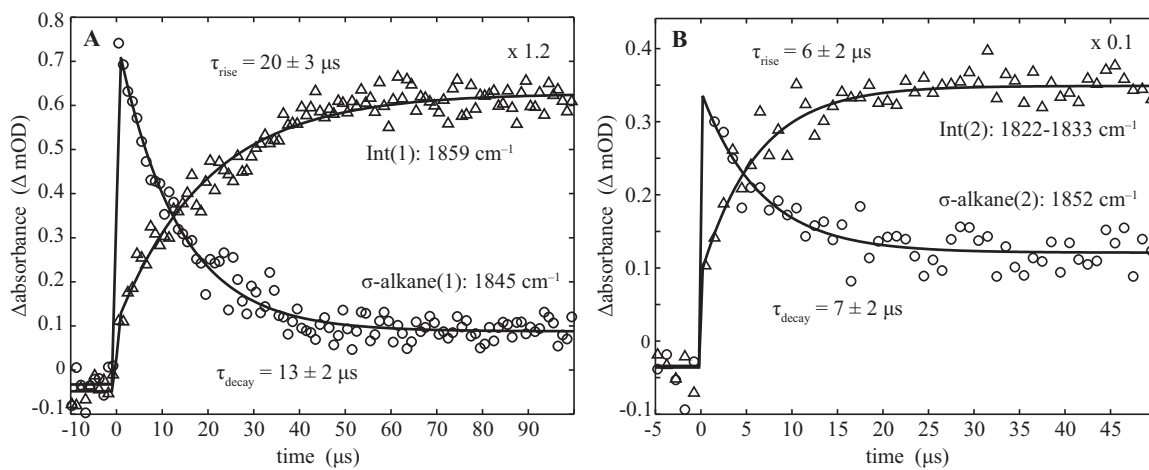 A
τrise = 20 ± 3 μs
x 1.2
Int(1): 1859 cm–1
σ-alkane(1): 1845 cm–1
τdecay = 13 ± 2 μs
Δabsorbance (Δ mOD)
0.8
0.7
0.6
0.5
0.4
0.3
0.2
0.1
0
-0.1
-10 0 10 20 30 40 50 60 70 80 90
time (μs)
B
τrise = 6 ± 2 μs
x 0.1
Int(2): 1822-1833 cm–1
σ-alkane(2): 1852 cm–1
τdecay = 7 ± 2 μs
Δabsorbance (Δ mOD)
0.4
0.3
0.2
0.1
0
-0.1
-5 0 5 10 15 20 25 30 35 40 45
time (μs)